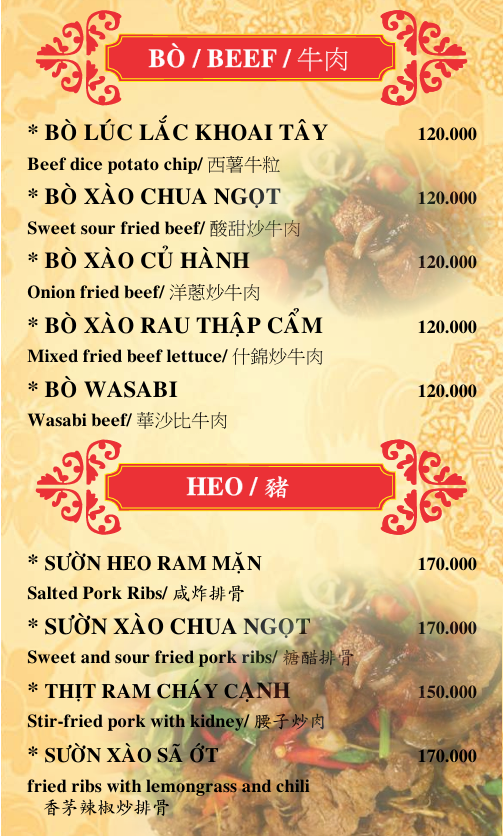 BÒ / BEEF / 牛肉
* BÒ LÚC LẮC KHOAI TÂY 120.000
Beef dice potato chip/ 西薯牛粒
* BÒ XÀO CHUA NGỌT 120.000
Sweet sour fried beef/ 酸甜炒牛肉
* BÒ XÀO CỦ HÀNH 120.000
Onion fried beef/ 洋蔥炒牛肉
* BÒ XÀO RAU THẬP CẨM 120.000
Mixed fried beef lettuce/ 什錦炒牛肉
* BÒ WASABI 120.000
Wasabi beef/ 華沙比牛肉
HEO / 豬
* SƯỜN HEO RAM MẶN 170.000
Salted Pork Ribs/ 咸炸排骨
* SƯỜN XÀO CHUA NGỌT 170.000
Sweet and sour fried pork ribs/ 糖醋排骨
* THỊT RAM CHÁY CẠNH 150.000
Stir-fried pork with kidney/ 腰子炒肉
* SƯỜN XÀO SÃ ỚT 170.000
fried ribs with lemongrass and chili
香茅辣椒炒排骨